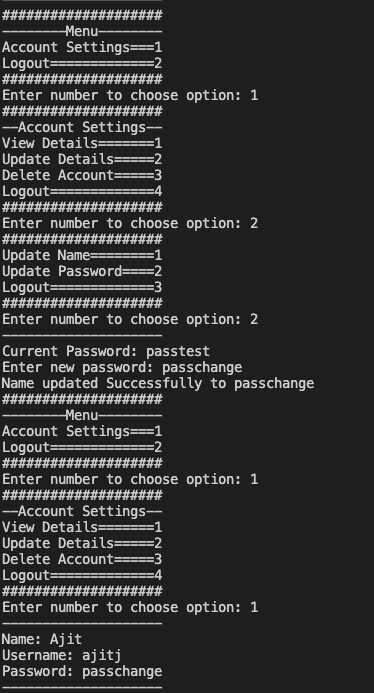 ####################
--------Menu--------
Account Settings===1
Logout=============2
####################
Enter number to choose option: 1
####################
--Account Settings--
View Details=======1
Update Details=====2
Delete Account=====3
Logout=============4
####################
Enter number to choose option: 2
####################
Update Name========1
Update Password====2
Logout=============3
####################
Enter number to choose option: 2
--------------------
Current Password: passtest
Enter new password: passchange
Name updated Successfully to passchange
####################
--------Menu--------
Account Settings===1
Logout=============2
####################
Enter number to choose option: 1
####################
--Account Settings--
View Details=======1
Update Details=====2
Delete Account=====3
Logout=============4
####################
Enter number to choose option: 1
--------------------
Name: Ajit
Username: ajitj
Password: passchange
--------------------